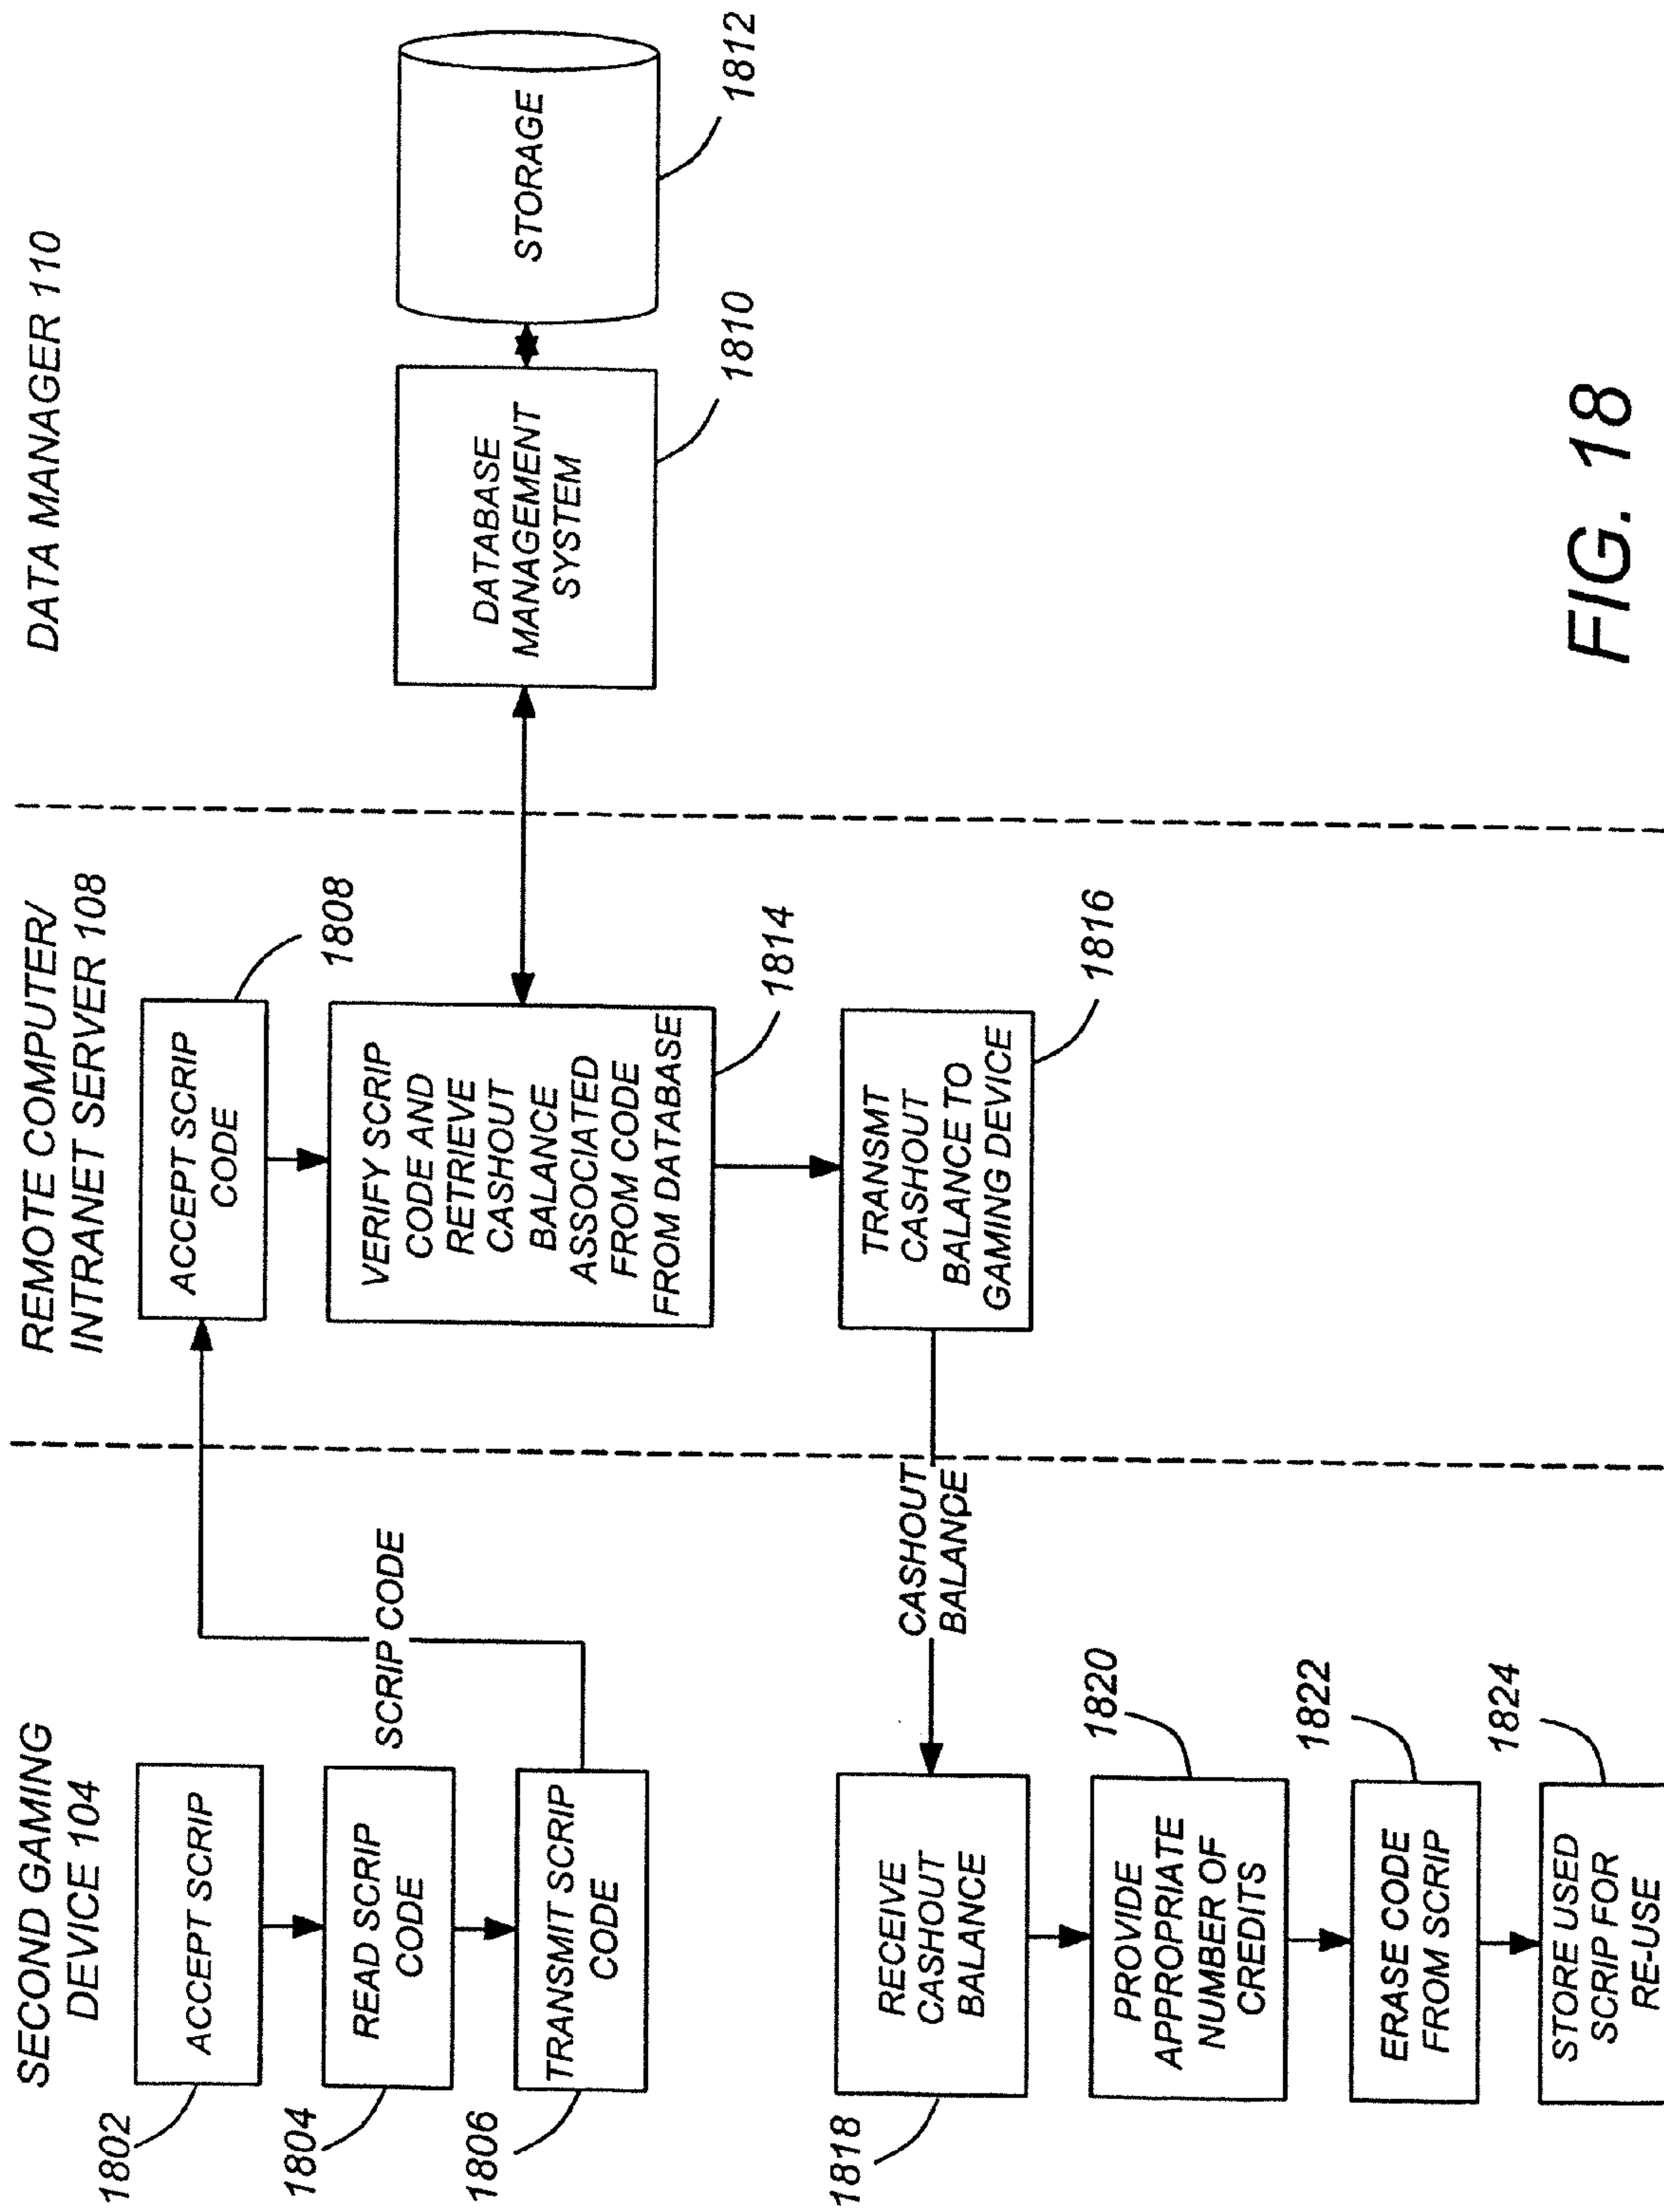 SECOND GAMING
DEVICE 104
1802
ACCEPT SCRIP
1804
READ SCRIP
CODE
1806
TRANSMIT SCRIP
CODE
SCRIP CODE
1818
RECEIVE
CASHOUT
BALANCE
CASHOUT
BALANCE
1820
PROVIDE
APPROPRIATE
NUMBER OF
CREDITS
1822
ERASE CODE
FROM SCRIP
1824
STORE USED
SCRIP FOR
RE-USE
REMOTE COMPUTER/
INTRANET SERVER 108
1808
ACCEPT SCRIP
CODE
VERIFY SCRIP
CODE AND
RETRIEVE
CASHOUT
BALANCE
ASSOCIATED
FROM CODE
FROM DATABASE
1814
TRANSMT
CASHOUT
BALANCE TO
GAMING DEVICE
1816
DATA MANAGER 110
DATABASE
MANAGEMENT
SYSTEM
1810
STORAGE
1812
FIG. 18